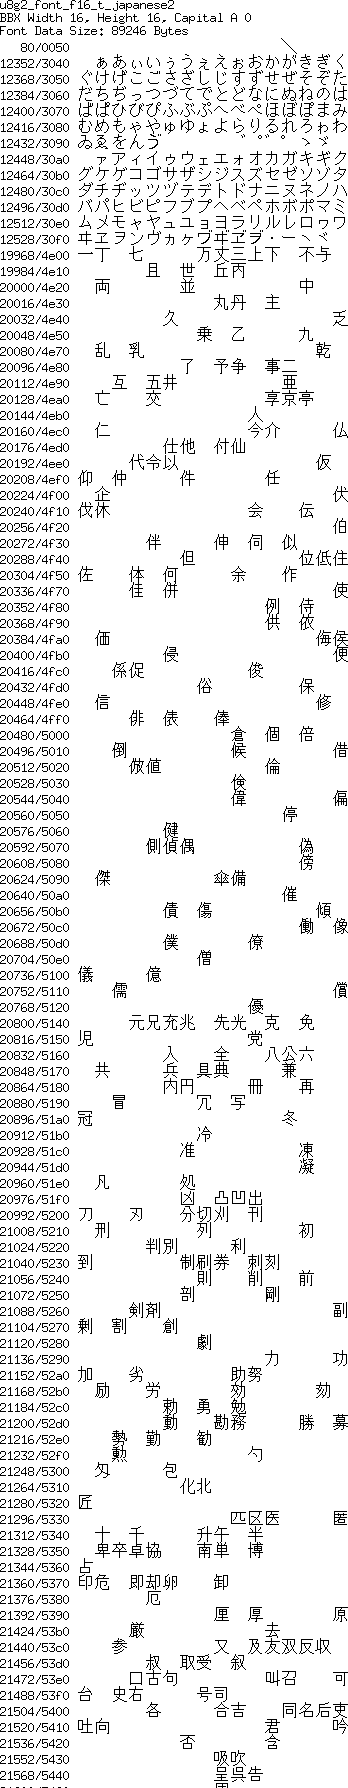 u8g2_font_f16_t_japanese2
BBX Width 16, Height 16, Capital A 0
Font Data Size: 89246 Bytes
80/0050 ＼
12352/3040 ぁあぃいぅうぇえぉおかがきぎく
12368/3050 ぐけげこごさざしじすずせぜそぞた
12384/3060 だちぢっつづてでとどなにぬねのは
12400/3070 ばぱひびぴふぶぷへべぺほぼぽまみ
12416/3080 むめもゃやゅゆょよらりるれろゎわ
12432/3090 ゐゑをんゔ ゛゜ ゝゞ
12448/30a0 ァアィイゥウェエォオカガキギク
12464/30b0 グケゲコゴサザシジスズセゼソゾタ
12480/30c0 ダチヂッツヅテデトドナニヌネノハ
12496/30d0 バパヒビピフブプヘベペホボポマミ
12512/30e0 ムメモャヤュユョヨラリルレロヮワ
12528/30f0 ヰヱヲンヴヵヶヷヸヹヺ・ーヽヾ
19968/4e00 一丁 七 万丈三上下 不与
19984/4e10 且 世 丘丙
20000/4e20 両 並 中
20016/4e30 丸丹 主
20032/4e40 久 乏
20048/4e50 乗 乙 九
20080/4e70 乱 乳 乾
20096/4e80 了 予争 事二
20112/4e90 互 五井 亜
20128/4ea0 亡 交 享京亭
20144/4eb0 人
20160/4ec0 仁 今介 仏
20176/4ed0 仕他 付仙
20192/4ee0 代令以 仮
20208/4ef0 仰 仲 件 任
20224/4f00 企 伏
20240/4f10 伐休 会 伝
20256/4f20 伯
20272/4f30 伴 伸 伺 似
20288/4f40 但 位低住
20304/4f50 佐 体 何 余 作
20336/4f70 佳 併 使
20352/4f80 例 侍
20368/4f90 供 依
20384/4fa0 価 侮侯
20400/4fb0 侵 便
20416/4fc0 係促 俊
20432/4fd0 俗 保
20448/4fe0 信 修
20464/4ff0 俳 俵 俸
20480/5000 倉 個 倍
20496/5010 倒 候 借
20512/5020 倣値 倫
20528/5030 倹
20544/5040 偉 偏
20560/5050 停
20576/5060 健
20592/5070 側偵偶 偽
20608/5080 傍
20624/5090 傑 傘備
20640/50a0 催
20656/50b0 債 傷 傾
20672/50c0 働 像
20688/50d0 僕 僚
20704/50e0 僧
20736/5100 儀 億
20752/5110 儒 償
20768/5120 優
20800/5140 元兄充兆 先光 克 免
20816/5150 児 党
20832/5160 入 全 八公六
20848/5170 共 兵 具典 兼
20864/5180 内円 冊 再
20880/5190 冒 冗 写
20896/51a0 冠 冬
20912/51b0 冷
20928/51c0 准 凍
20944/51d0 凝
20960/51e0 凡 処
20976/51f0 凶 凸凹出
20992/5200 刀 刃 分切刈 刊
21008/5210 刑 列 初
21024/5220 判別 利
21040/5230 到 制刷券 刺刻
21056/5240 則 削 前
21072/5250 剖 剛
21088/5260 剣剤 副
21104/5270 剰 割 創
21120/5280 劇
21136/5290 力 功
21152/52a0 加 劣 助努
21168/52b0 励 労 効 劾
21184/52c0 勅 勇 勉
21200/52d0 動 勘務 勝 募
21216/52e0 勢 勤 勧
21232/52f0 勲 勺
21248/5300 匁 包
21264/5310 化北
21280/5320 匠
21296/5330 匹区医 匿
21312/5340 十 千 升午 半
21328/5350 卑卒卓協 南単 博
21344/5360 占
21360/5370 印危 即却卵 卸
21376/5380 厄
21392/5390 厘 厚 原
21424/53b0 厳 去
21440/53c0 参 又 及友双反収
21456/53d0 叔 取受 叙
21472/53e0 口古句 叫召 可
21488/53f0 台 史右 号司
21504/5400 各 合吉 同名后吏
21520/5410 吐向 君 吟
21536/5420 否 含
21552/5430 吸吹
21568/5440 呈呉告